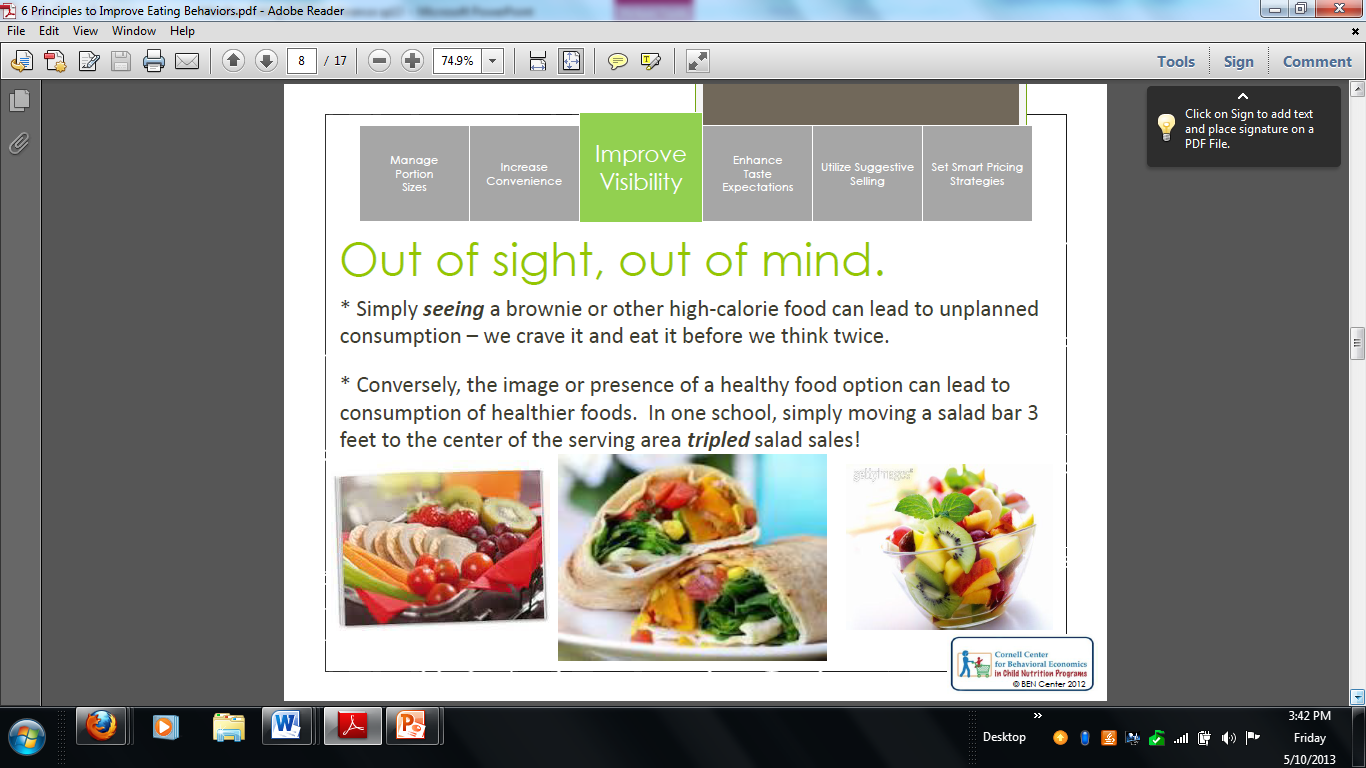 6 Principles to Improve Eating Behaviors.pdf - Adobe Reader
File Edit View Window Help
8 / 17 74.9%
Tools Sign Comment
Click on Sign to add text
and place signature on a
PDF File.
Manage
Portion
Sizes
Increase
Convenience
Improve
Visibility
Enhance
Taste
Expectations
Utilize Suggestive
Selling
Set Smart Pricing
Strategies
Out of sight, out of mind.
* Simply seeing a brownie or other high-calorie food can lead to unplanned
consumption – we crave it and eat it before we think twice.
* Conversely, the image or presence of a healthy food option can lead to
consumption of healthier foods.  In one school, simply moving a salad bar 3
feet to the center of the serving area tripled salad sales!
gettyimages
Cornell Center
for Behavioral Economics
in Child Nutrition Programs
© BEN Center 2012
Desktop
3:42 PM
Friday
5/10/2013